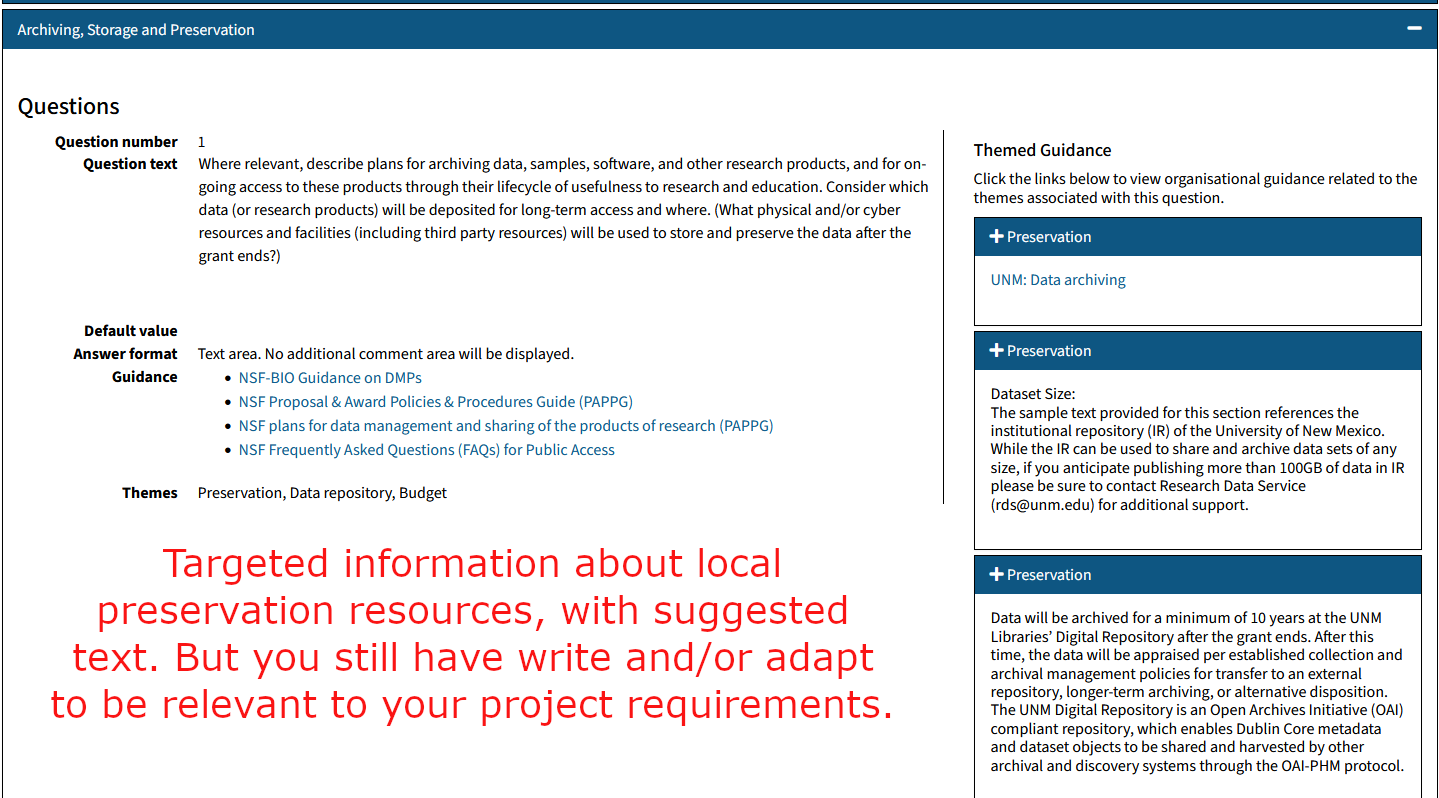 Archiving, Storage and Preservation
Questions
Question number 1
Question text Where relevant, describe plans for archiving data, samples, software, and other research products, and for on-
going access to these products through their lifecycle of usefulness to research and education. Consider which
data (or research products) will be deposited for long-term access and where. (What physical and/or cyber
resources and facilities (including third party resources) will be used to store and preserve the data after the
grant ends?)
Default value
Answer format Text area. No additional comment area will be displayed.
Guidance
• NSF-BIO Guidance on DMPs
• NSF Proposal & Award Policies & Procedures Guide (PAPPG)
• NSF plans for data management and sharing of the products of research (PAPPG)
• NSF Frequently Asked Questions (FAQs) for Public Access
Themes Preservation, Data repository, Budget
Targeted information about local
preservation resources, with suggested
text. But you still have write and/or adapt
to be relevant to your project requirements.
Themed Guidance
Click the links below to view organisational guidance related to the
themes associated with this question.
Preservation
UNM: Data archiving
Preservation
Dataset Size:
The sample text provided for this section references the
institutional repository (IR) of the University of New Mexico.
While the IR can be used to share and archive data sets of any
size, if you anticipate publishing more than 100GB of data in IR
please be sure to contact Research Data Service
(rds@unm.edu) for additional support.
Preservation
Data will be archived for a minimum of 10 years at the UNM
Libraries’ Digital Repository after the grant ends. After this
time, the data will be appraised per established collection and
archival management policies for transfer to an external
repository, longer-term archiving, or alternative disposition.
The UNM Digital Repository is an Open Archives Initiative (OAI)
compliant repository, which enables Dublin Core metadata
and dataset objects to be shared and harvested by other
archival and discovery systems through the OAI-PHM protocol.